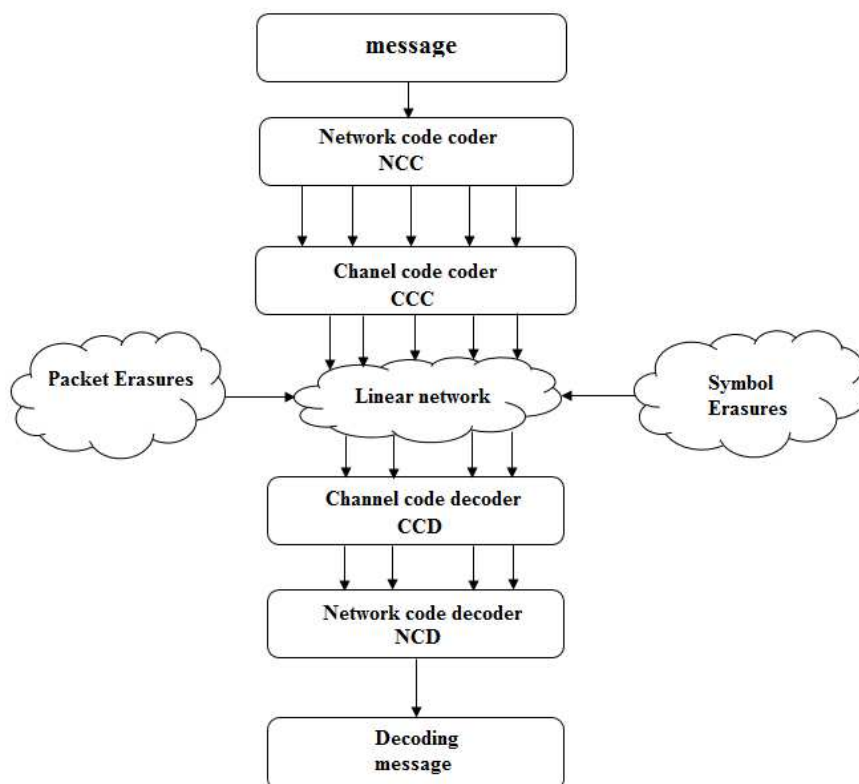 message
Network code coder
NCC
Chanel code coder
CCC
Packet Erasures
Linear network
Symbol
Erasures
Channel code decoder
CCD
Network code decoder
NCD
Decoding
message